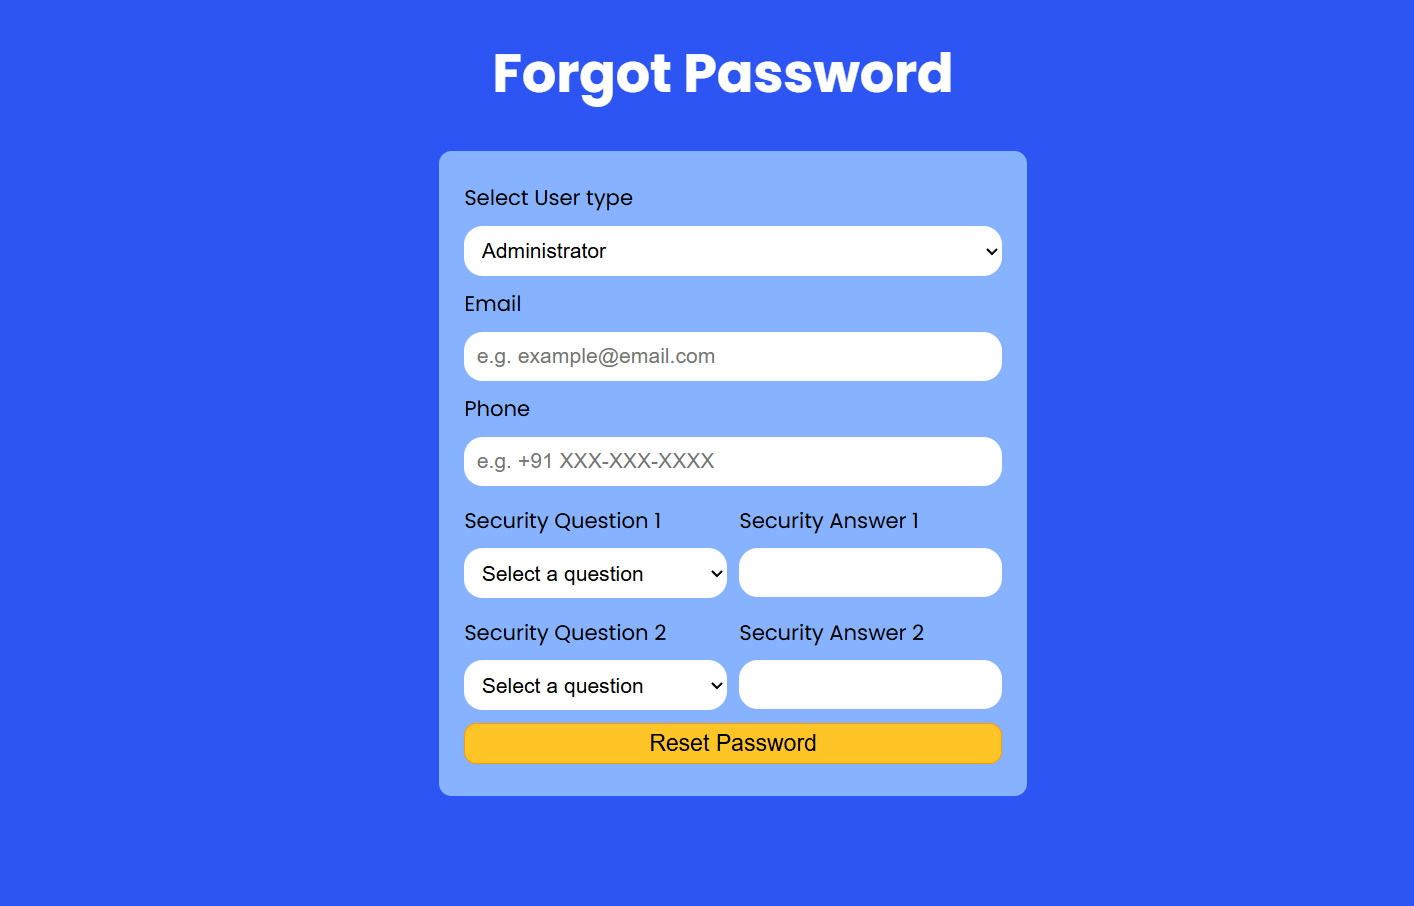 Forgot Password
Select User type
Administrator
Email
e.g. example@email.com
Phone
e.g. +91 XXX-XXX-XXXX
Security Question 1 Security Answer 1
Select a question
Security Question 2 Security Answer 2
Select a question
Reset Password